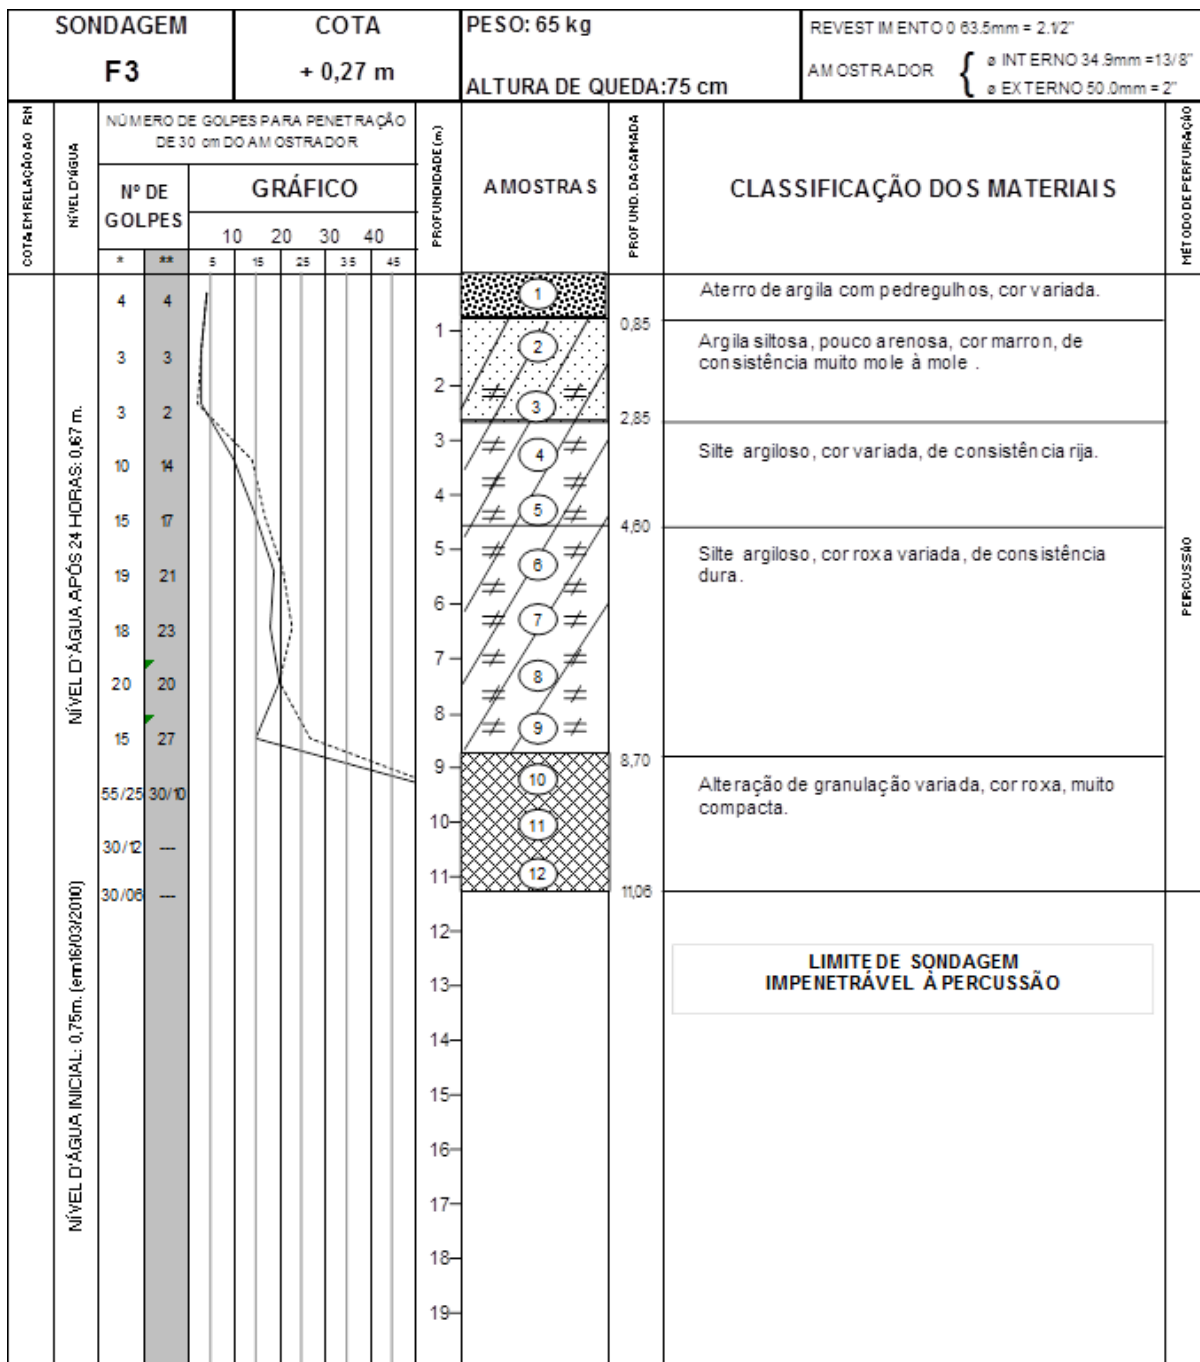 SONDAGEM
F3
COTA
+ 0,27 m
PESO: 65 kg
ALTURA DE QUEDA:75 cm
REVESTIMENTO 0 63.5mm = 2.1/2"
AMOSTRADOR {
ø INTERNO 34.9mm =13/8"
ø EXTERNO 50.0mm = 2"
COTA EM RELAÇÃO AO RN
NÍVEL D'ÁGUA
NÚMERO DE GOLPES PARA PENETRAÇÃO
DE 30 cm DO AMOSTRADOR
Nº DE
GOLPES
* **
GRÁFICO
10 20 30 40
5 15 25 35 45
PROFUNDIDADE (m)
AMOSTRAS
PROFUND. DA CAMADA
CLASSIFICAÇÃO DOS MATERIAIS
MÉTODO DE PERFURAÇÃO
NÍVEL D'ÁGUA APÓS 24 HORAS: 0,67 m.
NÍVEL D'ÁGUA INICIAL: 0,75m. (em16/03/2010)
4 4
3 3
3 2
10 14
15 17
19 21
18 23
20 20
15 27
55/25 30/10
30/12 ---
30/06 ---
1
2
3
4
5
6
7
8
9
10
11
12
13
14
15
16
17
18
19
1
2
3
4
5
6
7
8
9
10
11
12
0,85
2,85
4,60
8,70
11,06
Aterro de argila com pedregulhos, cor variada.
Argila siltosa, pouco arenosa, cor marron, de
consistência muito mole à mole .
Silte argiloso, cor variada, de consistência rija.
Silte argiloso, cor roxa variada, de consistência
dura.
Alteração de granulação variada, cor roxa, muito
compacta.
LIMITE DE SONDAGEM
IMPENETRÁVEL À PERCUSSÃO
PERCUSSÃO